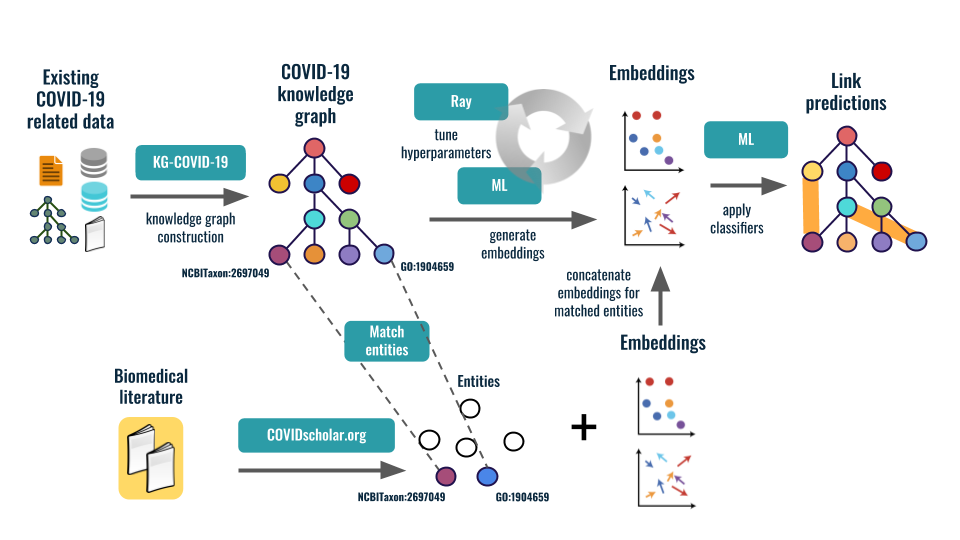 Existing
COVID-19
related data
KG-COVID-19
knowledge graph
construction
COVID-19
knowledge
graph
NCBITaxon:2697049
GO:1904659
Ray
tune
hyperparameters
ML
generate
embeddings
Embeddings
ML
apply
classifiers
Link
predictions
concatenate
embeddings for
matched entities
Embeddings
Match
entities
Biomedical
literature
COVIDscholar.org
Entities
NCBITaxon:2697049
GO:1904659
+